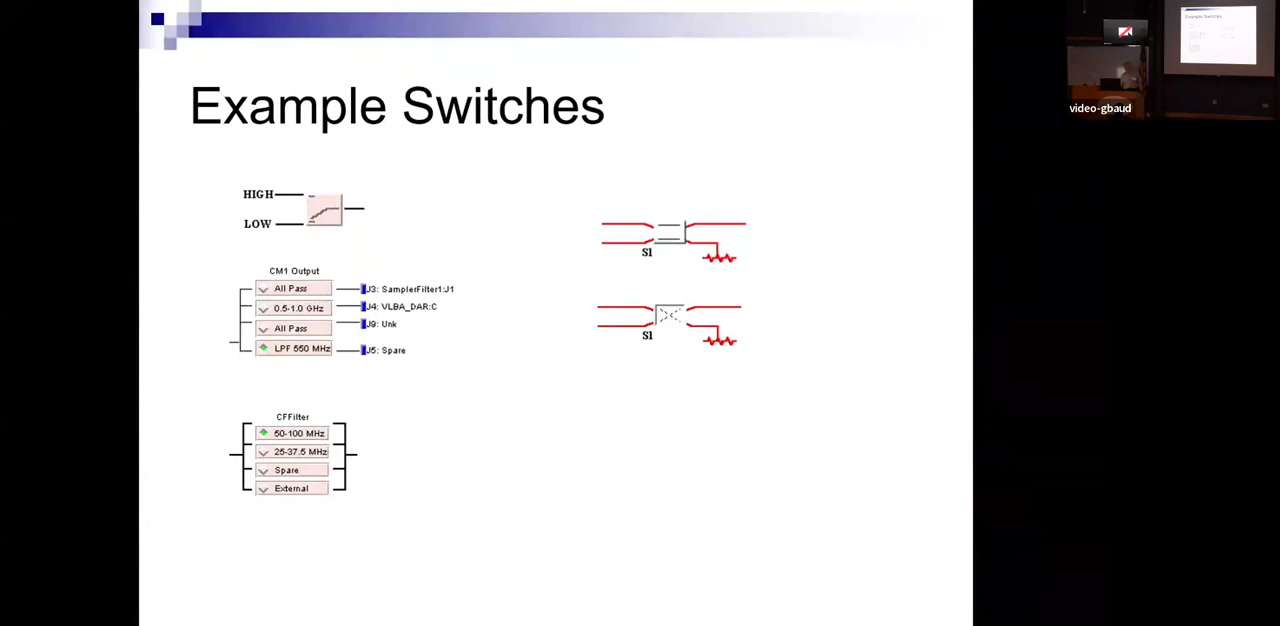 Example Switches
HIGH
LOW
CM1 Output
All Pass
J3: SamplerFilter1:J1
0.5-1.0 GHz
J4: VLBA_DAR:C
All Pass
J9: Unk
LPF 550 MHz
J5: Spare
CFFilter
50-100 MHz
25-37.5 MHz
Spare
External
S1
S1
Example Switches
video-gbaud